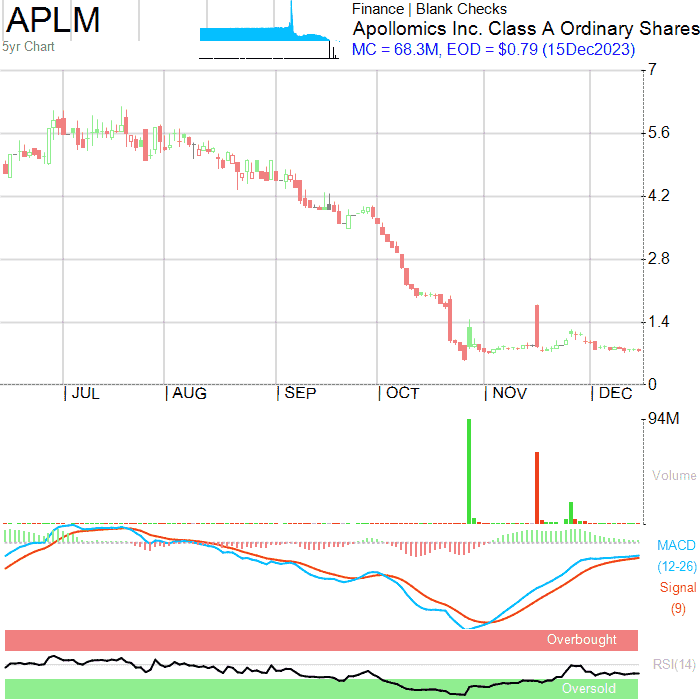 APLM
5yr Chart
Finance | Blank Checks
Apollomics Inc. Class A Ordinary Shares
MC = 68.3M, EOD = $0.79 (15Dec2023)
7
5.6
4.2
2.8
1.4
0
| JUL | AUG | SEP | OCT | NOV | DEC
94M
Volume
MACD
(12-26)
Signal
(9)
Overbought
RSI(14)
Oversold